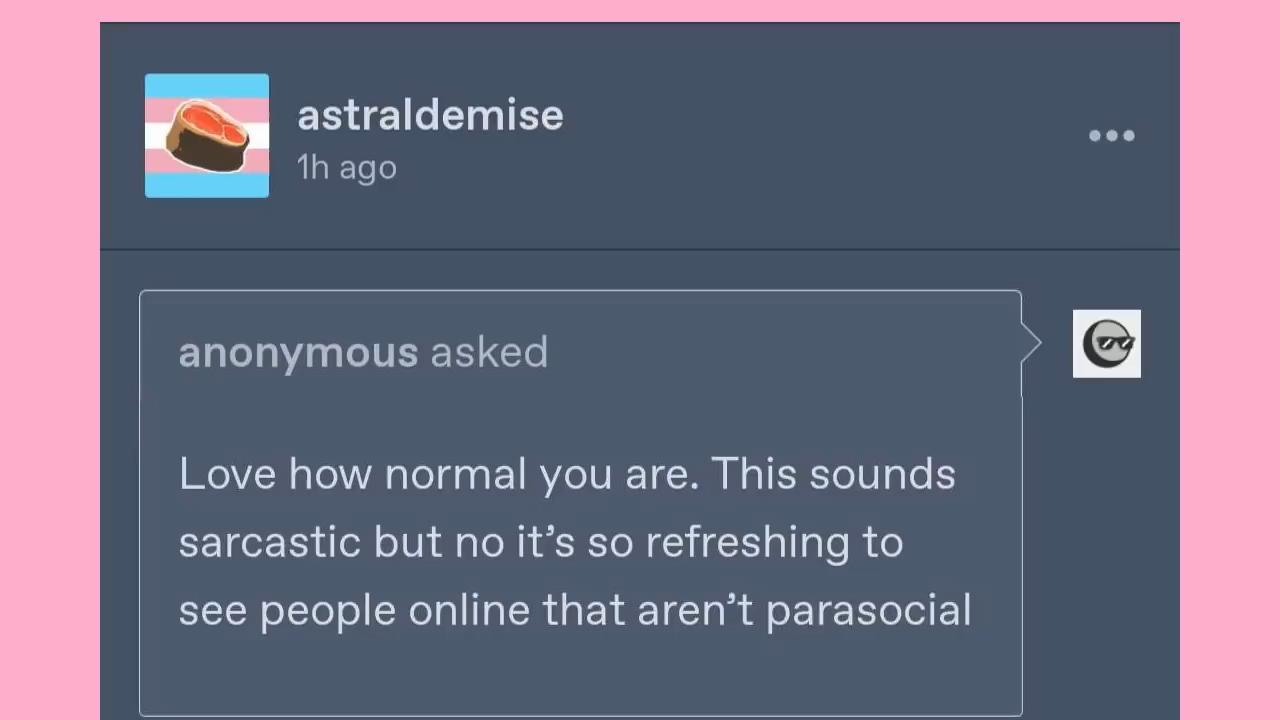 astraldemise
1h ago
anonymous asked
Love how normal you are. This sounds
sarcastic but no it’s so refreshing to
see people online that aren’t parasocial